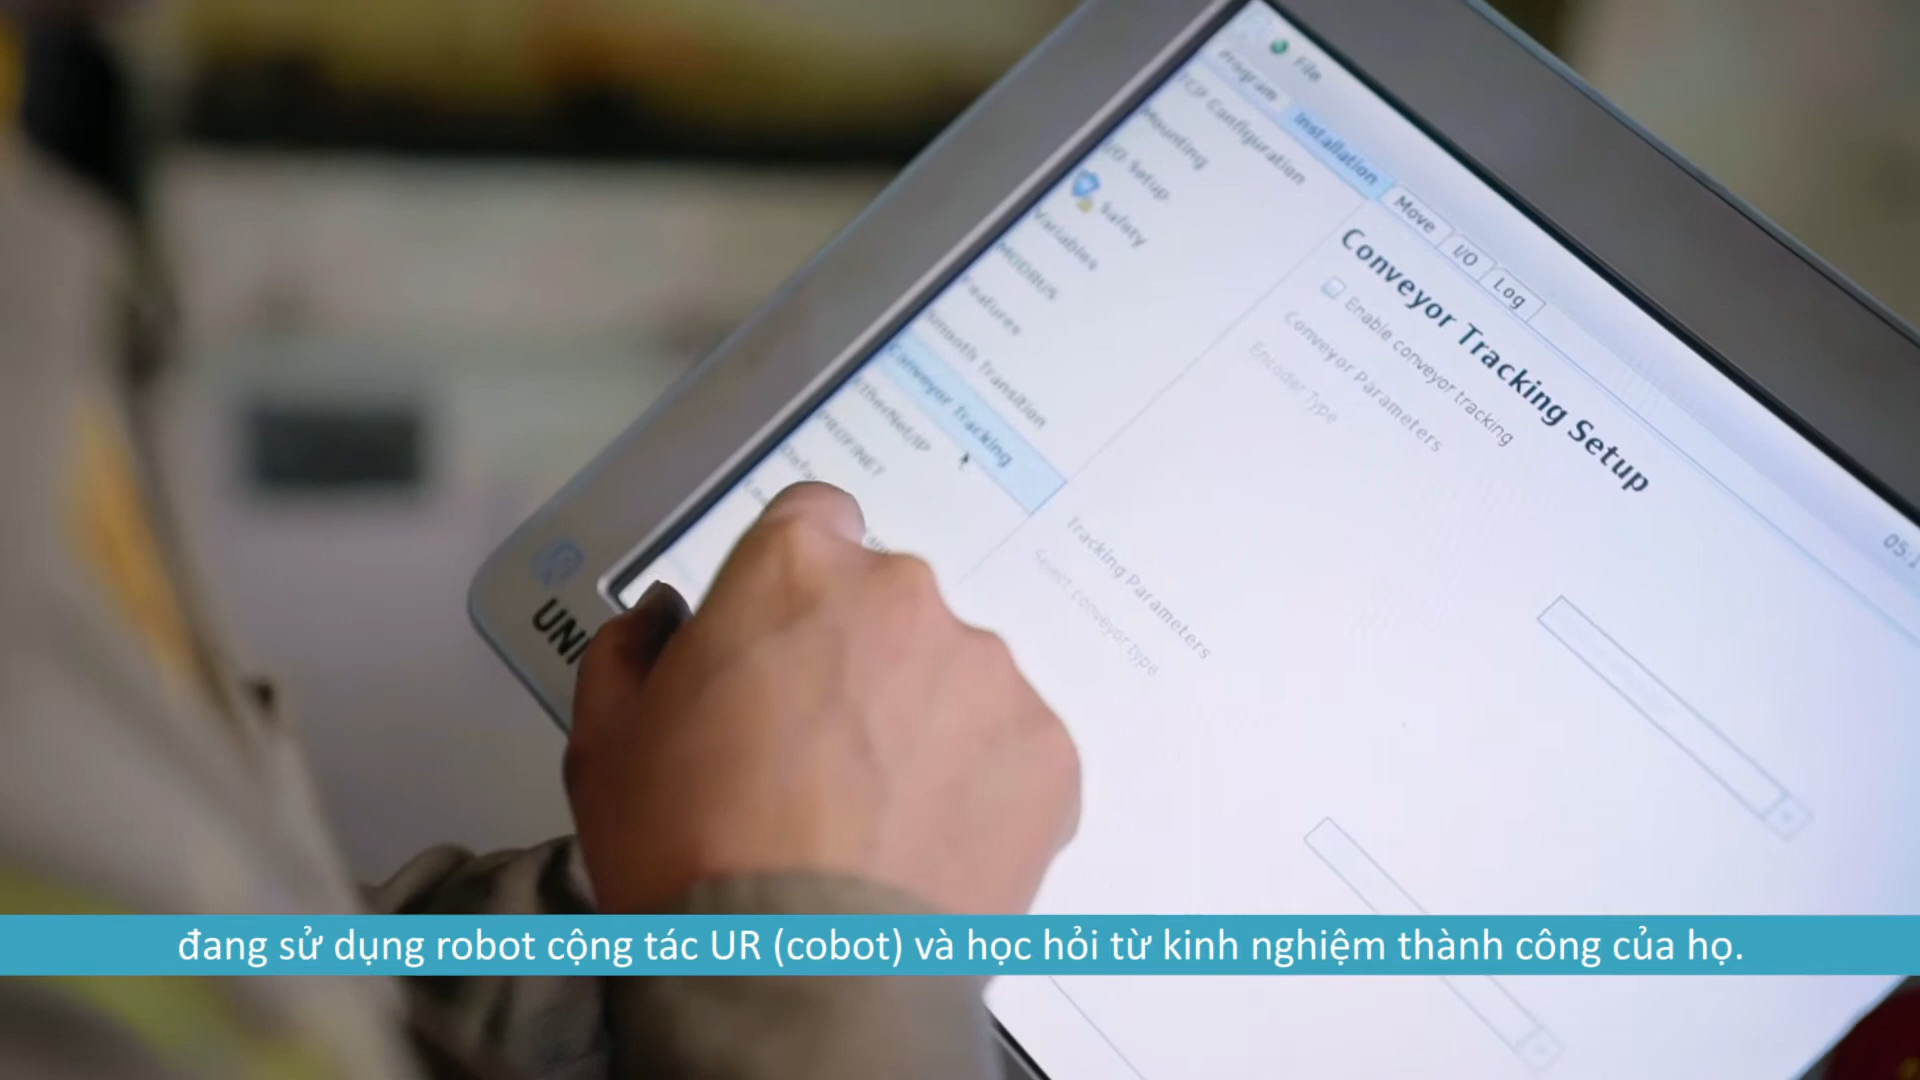 File
Program
Installation
Move
I/O
Log
TCP Configuration
Mounting
I/O Setup
Safety
Variables
MODBUS
Features
Smooth Transition
Conveyor Tracking
EtherNet/IP
PROFINET
Conveyor Tracking Setup
Enable conveyor tracking
Conveyor Parameters
Encoder Type
Tracking Parameters
Select conveyor type
UNI
đang sử dụng robot cộng tác UR (cobot) và học hỏi từ kinh nghiệm thành công của họ.